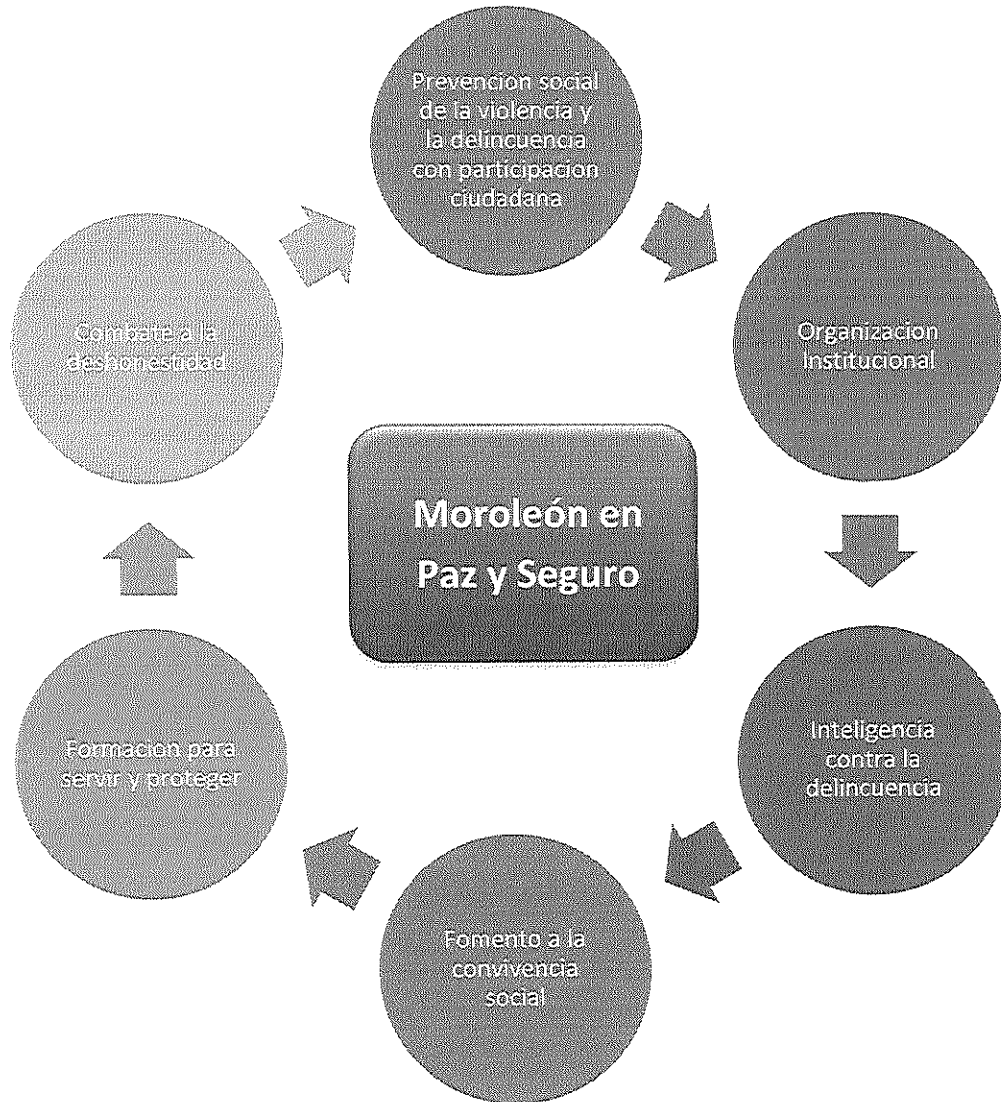 Prevencion social
de la violencia y
la delincuencia
con participacion
ciudadana
Organizacion
Institucional
Inteligencia
contra la
delincuencia
Fomento a la
convivencia
social
Formacion para
servir y proteger
Combate a la
deshonestidad
Moroleón en
Paz y Seguro